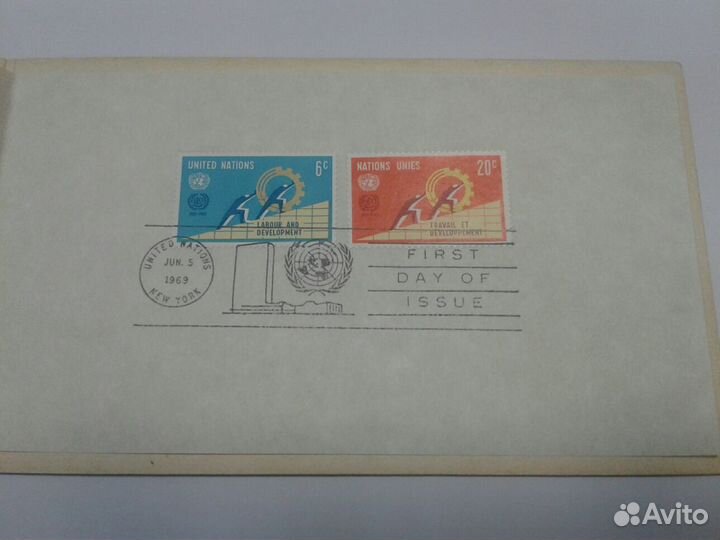 UNITED NATIONS 6c
LABOUR AND
DEVELOPMENT
NATIONS UNIES 20c
TRAVAIL ET
DEVELOPPEMENT
UNITED NATIONS
JUN. 5
1969
NEW YORK
FIRST
DAY OF
ISSUE
Avito